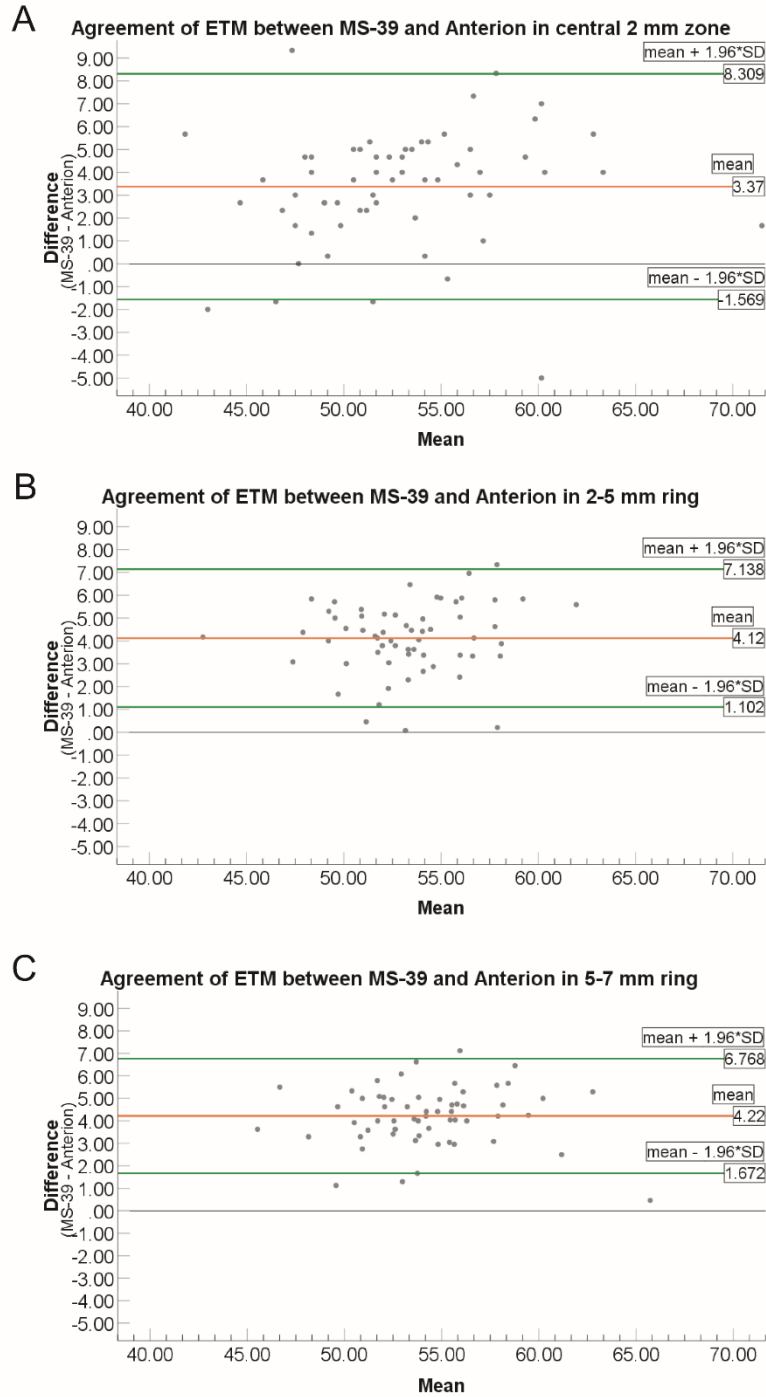 A
Agreement of ETM between MS-39 and Anterion in central 2 mm zone
Difference
(MS-39 - Anterion)
9.00
8.00
7.00
6.00
5.00
4.00
3.00
2.00
1.00
.00
-1.00
-2.00
-3.00
-4.00
-5.00
mean + 1.96*SD
8.309
mean
3.37
mean - 1.96*SD
-1.569
40.00 45.00 50.00 55.00 60.00 65.00 70.00
Mean
B
Agreement of ETM between MS-39 and Anterion in 2-5 mm ring
Difference
(MS-39 - Anterion)
9.00
8.00
7.00
6.00
5.00
4.00
3.00
2.00
1.00
.00
-1.00
-2.00
-3.00
-4.00
-5.00
mean + 1.96*SD
7.138
mean
4.12
mean - 1.96*SD
1.102
40.00 45.00 50.00 55.00 60.00 65.00 70.00
Mean
C
Agreement of ETM between MS-39 and Anterion in 5-7 mm ring
Difference
(MS-39 - Anterion)
9.00
8.00
7.00
6.00
5.00
4.00
3.00
2.00
1.00
.00
-1.00
-2.00
-3.00
-4.00
-5.00
mean + 1.96*SD
6.768
mean
4.22
mean - 1.96*SD
1.672
40.00 45.00 50.00 55.00 60.00 65.00 70.00
Mean